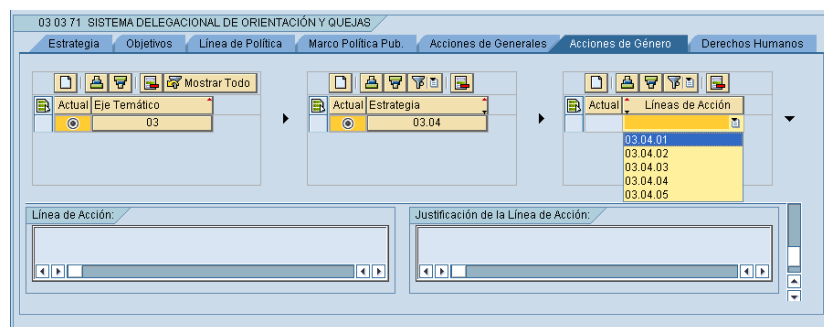 03 03 71 SISTEMA DELEGACIONAL DE ORIENTACIÓN Y QUEJAS
Estrategia Objetivos Línea de Política Marco Política Pub. Acciones de Generales Acciones de Género Derechos Humanos
Mostrar Todo
Actual Eje Temático Actual Estrategia Actual Líneas de Acción
03 03.04
03.04.01
03.04.02
03.04.03
03.04.04
03.04.05
Línea de Acción: Justificación de la Línea de Acción: